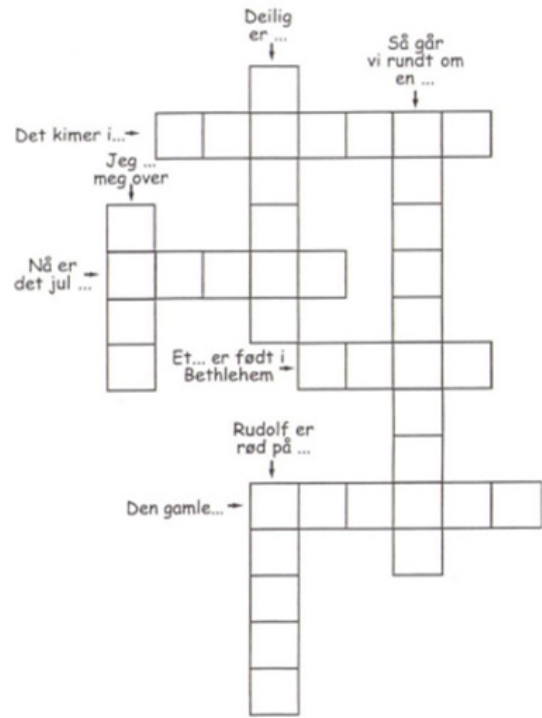 Deilig
er ...
Så går
vi rundt om
en ...
Det kimer i...
Jeg ...
meg over
Nå er
det jul ...
Et... er født i
Bethlehem
Rudolf er
rød på ...
Den gamle...